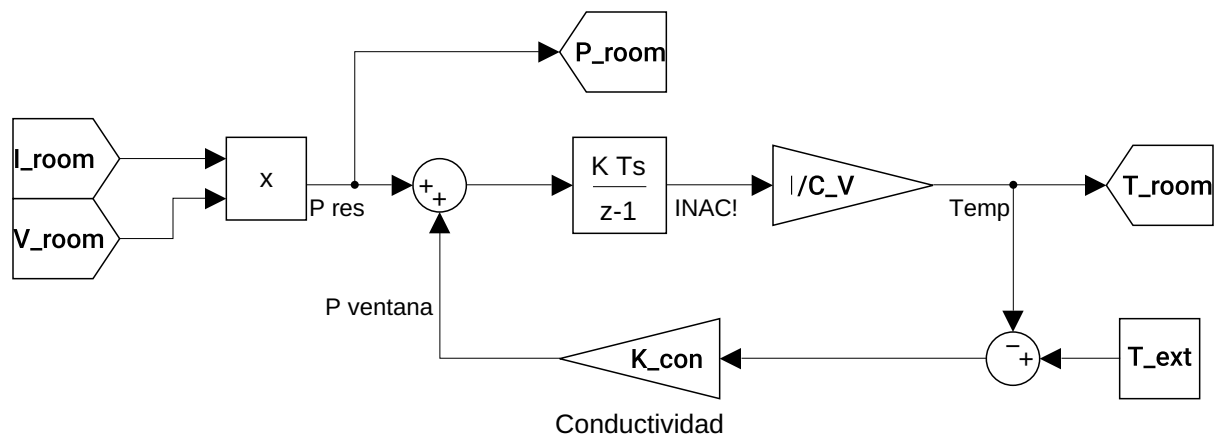 P_room
I_room
x
K Ts
z-1
/C_V
T_room
P res
+
+
INAC!
Temp
V_room
P ventana
K_con
−
+
T_ext
Conductividad